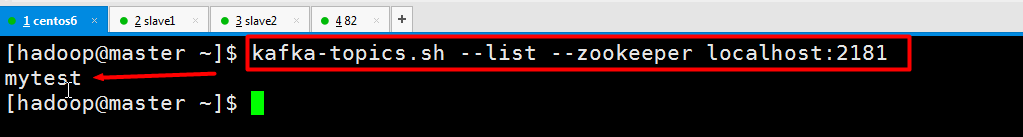 1 centos6 × 2 slave1 × 3 slave2 × 4 82 × +
[hadoop@master ~]$ kafka-topics.sh --list --zookeeper localhost:2181
mytest
[hadoop@master ~]$